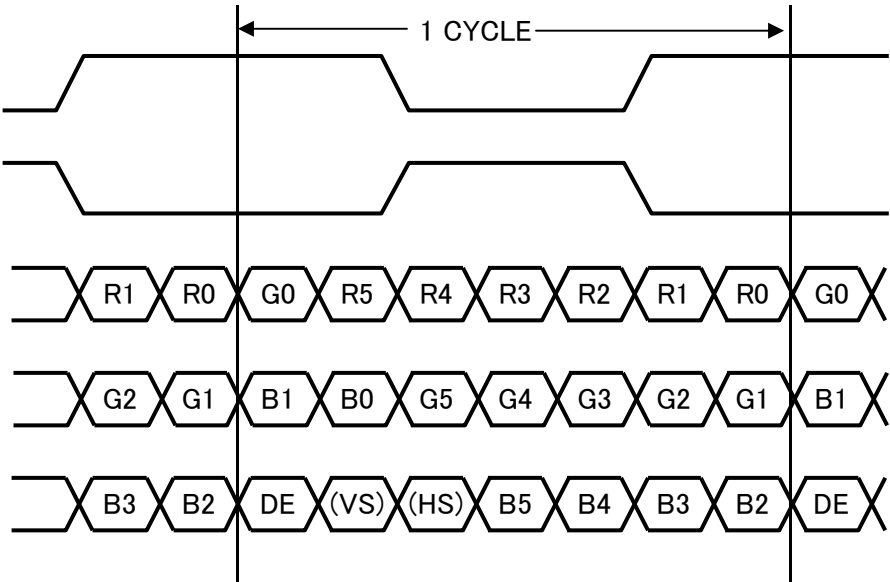 1 CYCLE
R1 R0 G0 R5 R4 R3 R2 R1 R0 G0
G2 G1 B1 B0 G5 G4 G3 G2 G1 B1
B3 B2 DE (VS) (HS) B5 B4 B3 B2 DE